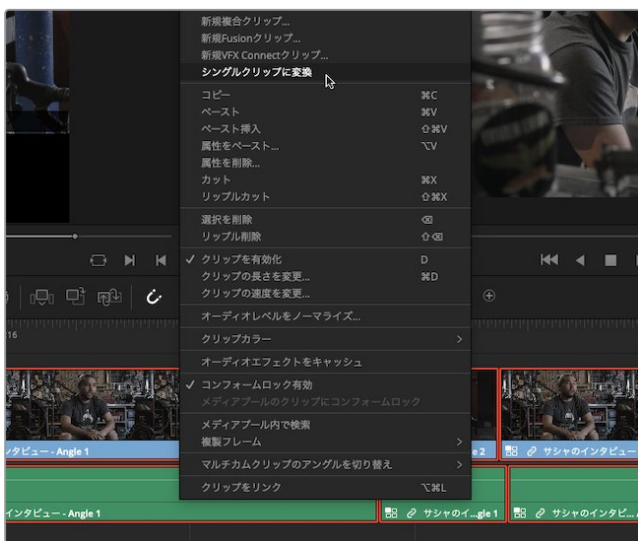 新規複合クリップ...
新規Fusionクリップ...
新規VFX Connectクリップ...
シングルクリップに変換
コピー ⌘C
ペースト ⌘V
ペースト挿入 ⇧⌘V
属性をペースト... ⌥V
属性を削除...
カット ⌘X
リップルカット ⇧⌘X
選択を削除 ⌫
リップル削除 ⇧⌫
✓ クリップを有効化 D
クリップの長さを変更... ⌘D
クリップの速度を変更...
オーディオレベルをノーマライズ...
クリップカラー >
オーディオエフェクトをキャッシュ
✓ コンフォームロック有効
メディアプールのクリップにコンフォームロック
メディアプール内で検索
複製フレーム >
マルチカムクリップのアングルを切り替え >
クリップをリンク ⌥⌘L
:16
ンタビュー - Angle 1
e 2
サシャのインタビュー
インタビュー - Angle 1
サシャのイ...gle 1
サシャのインタビ...